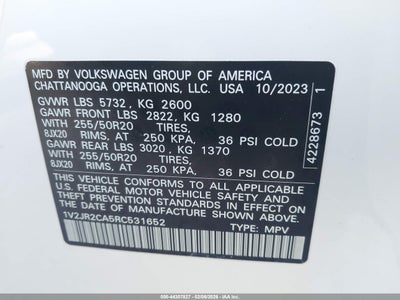 MFD BY VOLKSWAGEN GROUP OF AMERICA
CHATTANOOGA OPERATIONS, LLC. USA 10/2023
GVWR LBS 5732, KG 2600
GAWR FRONT LBS 2822, KG 1280
WITH - 255/50R20 TIRES,
8JX20 RIMS, AT 250 KPA, 36 PSI COLD
GAWR REAR LBS 3020, KG 1370
WITH - 255/50R20 TIRES,
8JX20 RIMS, AT 250 KPA, 36 PSI COLD
THIS VEHICLE CONFORMS TO ALL APPLICABLE
U.S. FEDERAL MOTOR VEHICLE SAFETY AND
THEFT PREVENTION STANDARDS IN EFFECT ON
THE DATE OF MANUFACTURE SHOWN ABOVE.
1V2JR2CA5RC531652 TYPE: MPV
4228673 1